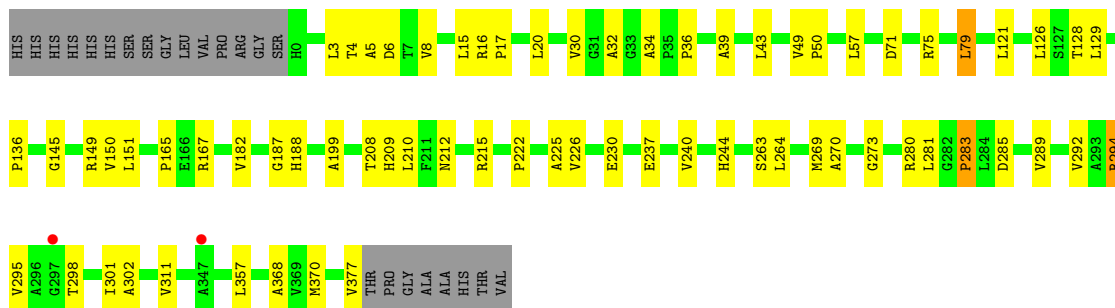 HIS HIS HIS HIS HIS HIS SER SER GLY LEU VAL PRO ARG GLY SER H0 L3 T4 A5 D6 T7 V8 L15 R16 P17 L20 V30 G31 A32 G33 A34 P35 P36 A39 L43 V49 P50 L57 D71 R75 L79 L121 L126 S127 T128 L129
P136 G145 R149 V150 L151 P165 E166 R167 V182 G187 H188 A199 T208 H209 L210 F211 N212 R215 P222 A225 V226 E230 E237 V240 H244 S263 L264 M269 A270 G273 R280 L281 G282 P283 L284 D285 V289 V292 A293
V295 A296 G297 T298 I301 A302 V311 A347 L357 A368 V369 M370 V377 THR PRO GLY ALA ALA HIS THR VAL